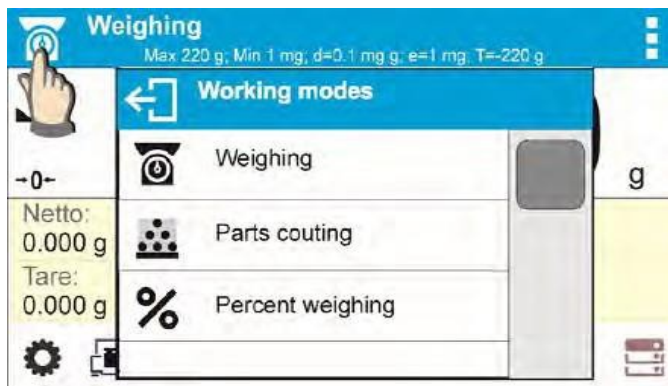 Weighing
Max 220 g; Min 1 mg; d=0.1 mg g; e=1 mg; T=-220 g
Working modes
Weighing
→0←
g
Netto:
0.000 g
Parts couting
Tare:
0.000 g
Percent weighing